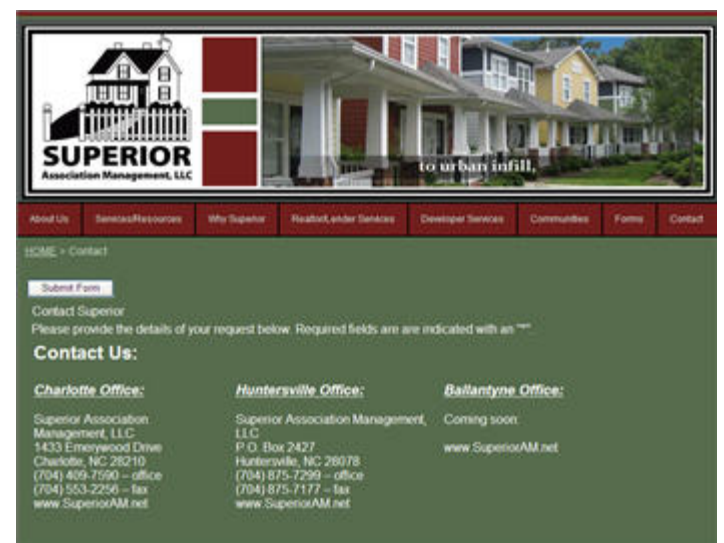 SUPERIOR
Association Management, LLC
to urban infill,
About Us Services/Resources Why Superior Realtor/Lender Services Developer Services Communities Forms Contact
HOME > Contact
Submit Form
Contact Superior
Please provide the details of your request below. Required fields are are indicated with an "*"
Contact Us:
Charlotte Office:
Superior Association
Management, LLC
1433 Emerywood Drive
Charlotte, NC 28210
(704) 409-7590 – office
(704) 553-2256 – fax
www.SuperiorAM.net
Huntersville Office:
Superior Association Management,
LLC
P.O. Box 2427
Huntersville, NC 28078
(704) 875-7299 – office
(704) 875-7177 – fax
www.SuperiorAM.net
Ballantyne Office:
Coming soon:
www.SuperiorAM.net